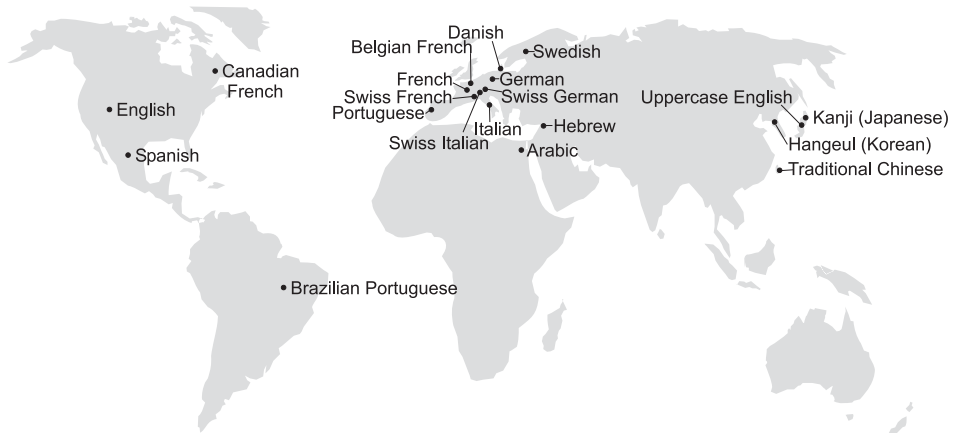 Danish
Belgian French
Swedish
Canadian
French
French
German
Swiss French
Swiss German
Uppercase English
English
Portuguese
Italian
Kanji (Japanese)
Hebrew
Swiss Italian
Hangeul (Korean)
Spanish
Arabic
Traditional Chinese
Brazilian Portuguese